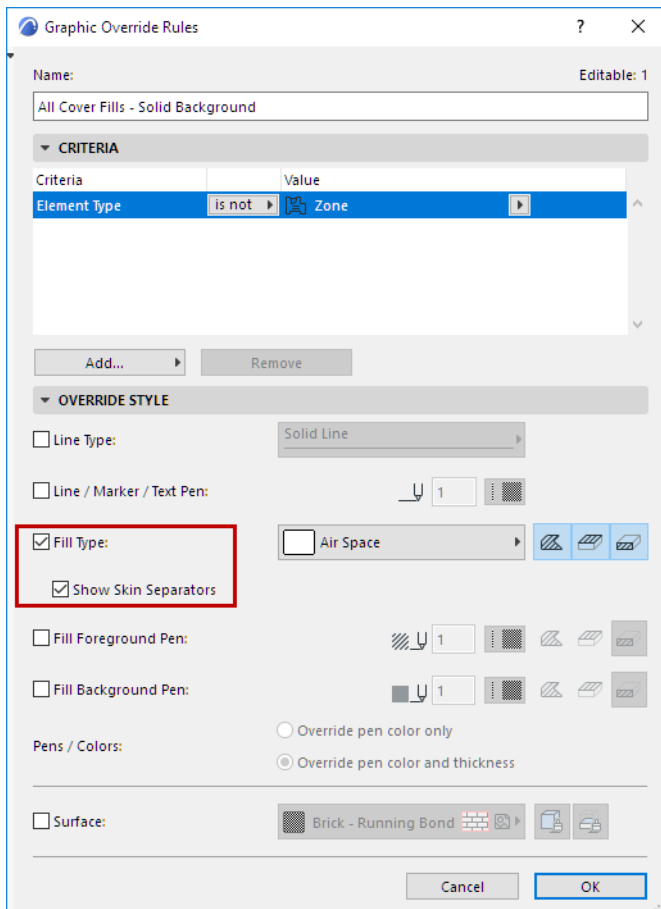 Graphic Override Rules
?
Name:
Editable: 1
All Cover Fills - Solid Background
CRITERIA
Criteria Value
Element Type is not Zone
Add... Remove
OVERRIDE STYLE
Line Type: Solid Line
Line / Marker / Text Pen: 1
Fill Type: Air Space
Show Skin Separators
Fill Foreground Pen: 1
Fill Background Pen: 1
Override pen color only
Pens / Colors:
Override pen color and thickness
Surface: Brick - Running Bond
Cancel OK